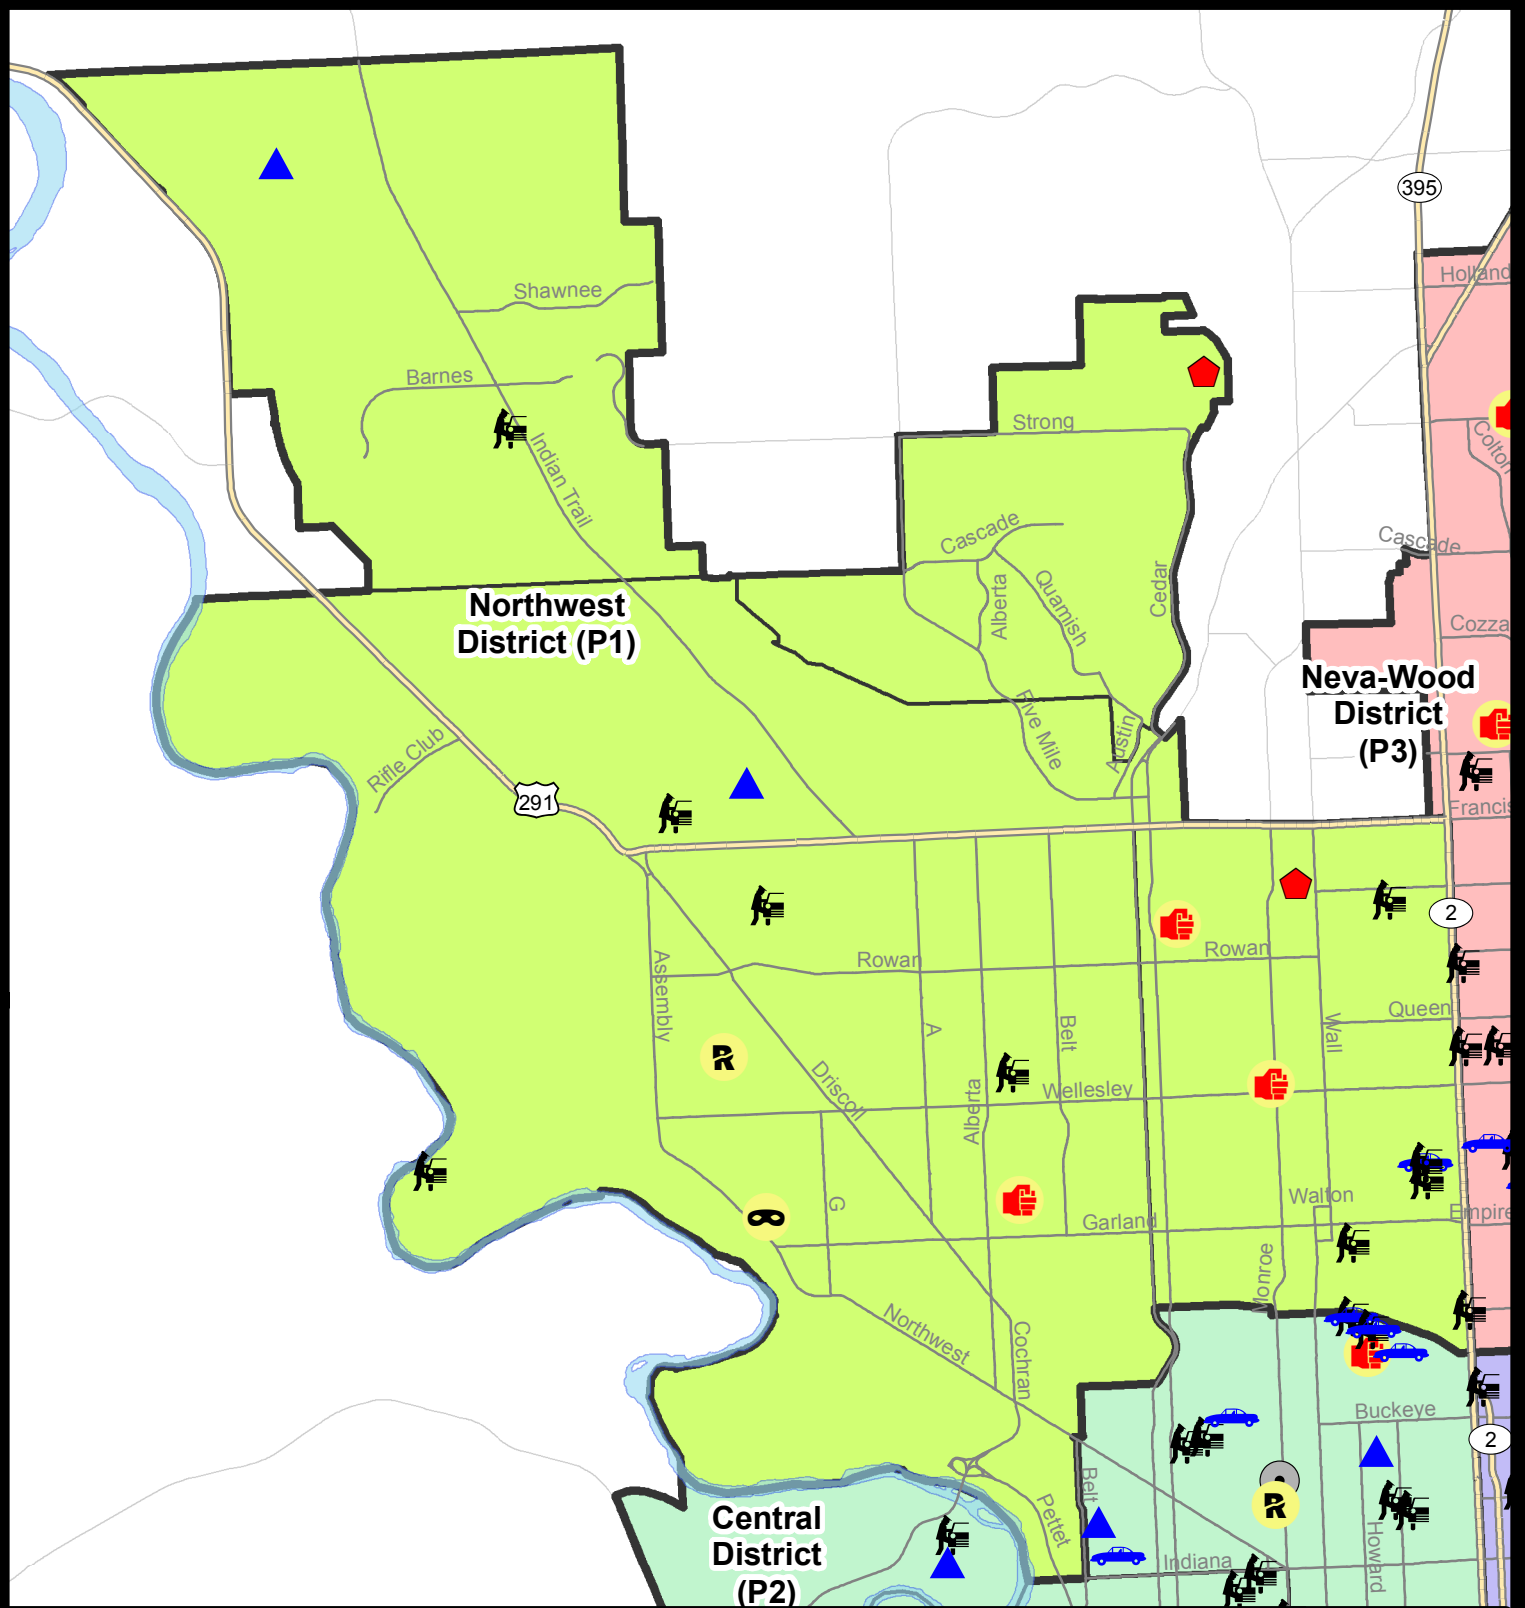 395
Holland
Shawnee
Barnes
Strong
Colton
Indian Trail
Cascade
Cascade
Alberta
Quamish
Cedar
Northwest
District (P1)
Cozza
Neva-Wood
District
(P3)
Five Mile
Austin
Rifle Club
291
Francis
2
Rowan
Rowan
Assembly
Queen
A
Belt
Wall
Driscoll
Wellesley
Alberta
G
Walton
Garland
Empire
Monroe
Northwest
Cochran
Buckeye
2
Belt
Pettet
Central
District
(P2)
Indiana
Howard
R
R